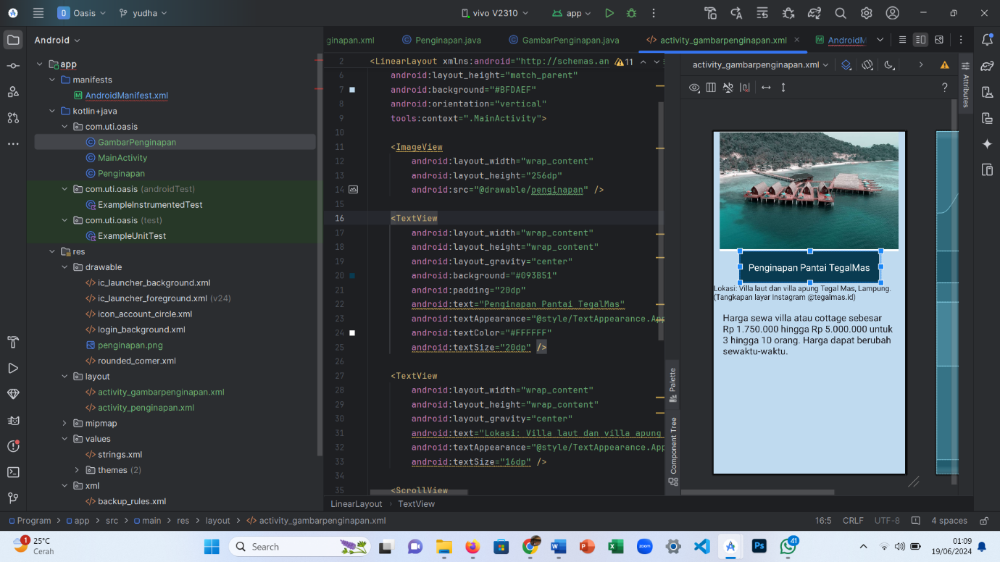 Oasis
yudha
vivo V2310
app
Android
ginapan.xml
Penginapan.java
GambarPenginapan.java
activity_gambarpenginapan.xml
AndroidM
app
manifests
AndroidManifest.xml
kotlin+java
com.uti.oasis
GambarPenginapan
MainActivity
Penginapan
com.uti.oasis (androidTest)
ExampleInstrumentedTest
com.uti.oasis (test)
ExampleUnitTest
res
drawable
ic_launcher_background.xml
ic_launcher_foreground.xml (v24)
icon_account_circle.xml
login_background.xml
penginapan.png
rounded_comer.xml
layout
activity_gambarpenginapan.xml
activity_penginapan.xml
mipmap
values
strings.xml
themes (2)
xml
backup_rules.xml
2 <LinearLayout xmlns:android="http://schemas.an
11
6 android:layout_height="match_parent"
7 android:background="#BFDAEF"
8 android:orientation="vertical"
9 tools:context=".MainActivity">
10
11 <ImageView
12 android:layout_width="wrap_content"
13 android:layout_height="256dp"
14 android:src="@drawable/penginapan" />
15
16 <TextView
17 android:layout_width="wrap_content"
18 android:layout_height="wrap_content"
19 android:layout_gravity="center"
20 android:background="#093B51"
21 android:padding="20dp"
22 android:text="Penginapan Pantai TegalMas"
23 android:textAppearance="@style/TextAppearance.App
24 android:textColor="#FFFFFF"
25 android:textSize="20dp" />
26
27 <TextView
28 android:layout_width="wrap_content"
29 android:layout_height="wrap_content"
30 android:layout_gravity="center"
31 android:text="Lokasi: Villa laut dan villa apung
32 android:textAppearance="@style/TextAppearance.App
33 android:textSize="16dp" />
34
35 <ScrollView
LinearLayout
TextView
activity_gambarpenginapan.xml
Attributes
Palette
Component Tree
Penginapan Pantai TegalMas
Lokasi: Villa laut dan villa apung Tegal Mas, Lampung.
(Tangkapan layar Instagram @tegalmas.id)
Harga sewa villa atau cottage sebesar
Rp 1.750.000 hingga Rp 5.000.000 untuk
3 hingga 10 orang. Harga dapat berubah
sewaktu-waktu.
Program > app > src > main > res > layout > activity_gambarpenginapan.xml
16:5 CRLF UTF-8 4 spaces
1
25°C
Cerah
Search
zoom
Ps
41
01:09
19/06/2024